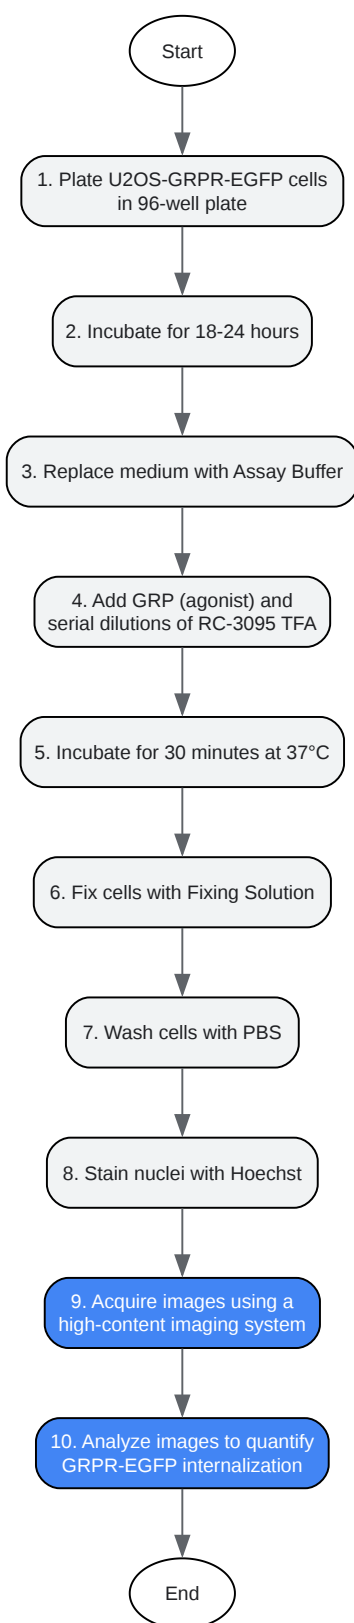 Start
1. Plate U2OS-GRPR-EGFP cells
in 96-well plate
2. Incubate for 18-24 hours
3. Replace medium with Assay Buffer
4. Add GRP (agonist) and
serial dilutions of RC-3095 TFA
5. Incubate for 30 minutes at 37°C
6. Fix cells with Fixing Solution
7. Wash cells with PBS
8. Stain nuclei with Hoechst
9. Acquire images using a
high-content imaging system
10. Analyze images to quantify
GRPR-EGFP internalization
End